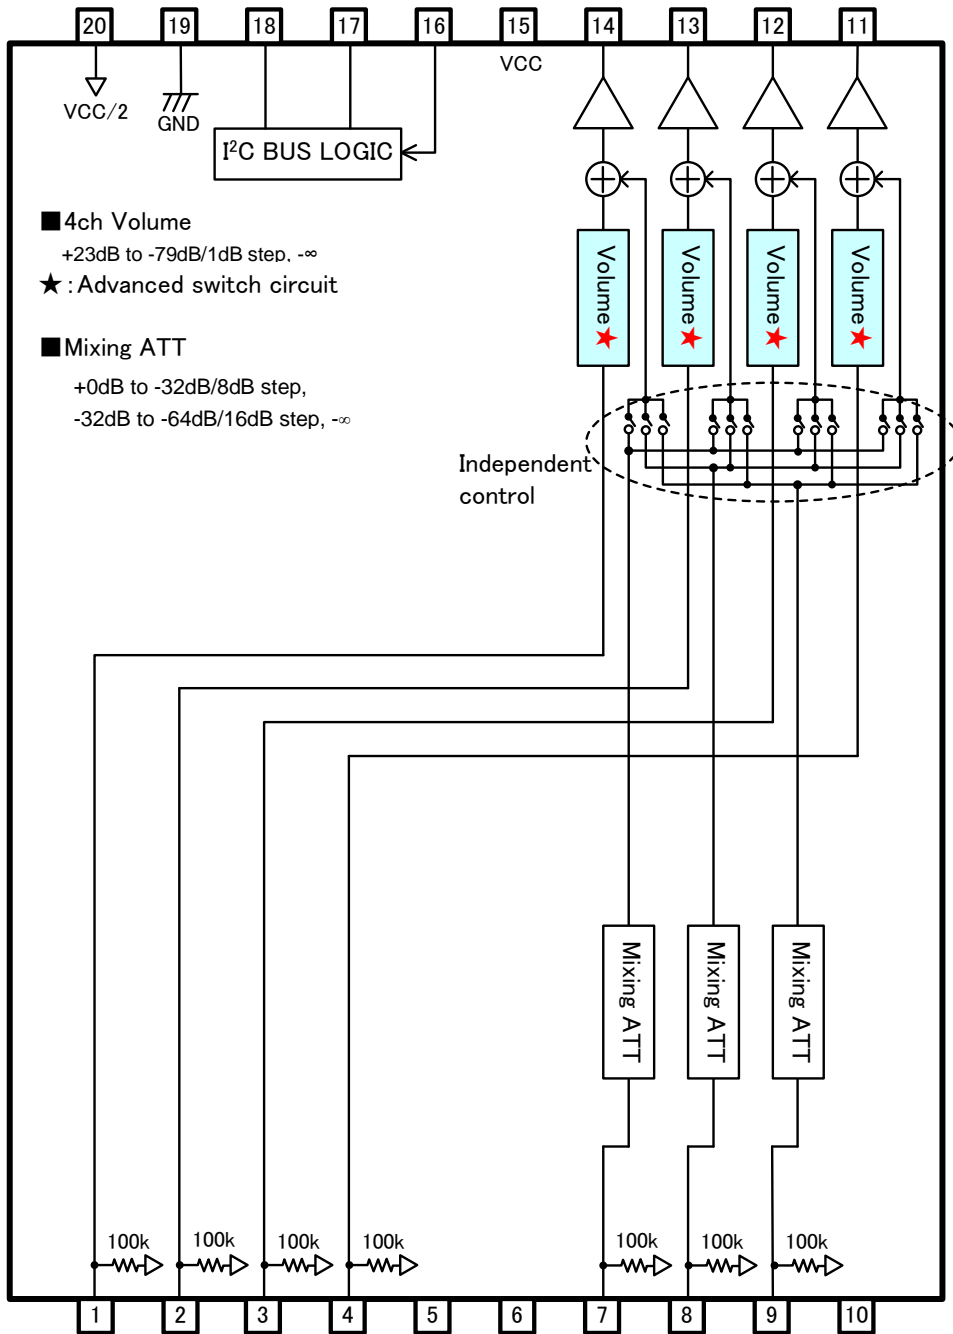 20 19 18 17 16 15 14 13 12 11
VCC
VCC/2
GND
I²C BUS LOGIC
■4ch Volume
+23dB to -79dB/1dB step, -∞
★:Advanced switch circuit
■Mixing ATT
+0dB to -32dB/8dB step,
-32dB to -64dB/16dB step, -∞
Volume★
Volume★
Volume★
Volume★
Independent
control
Mixing ATT
Mixing ATT
Mixing ATT
100k 100k 100k 100k 100k 100k 100k
1 2 3 4 5 6 7 8 9 10